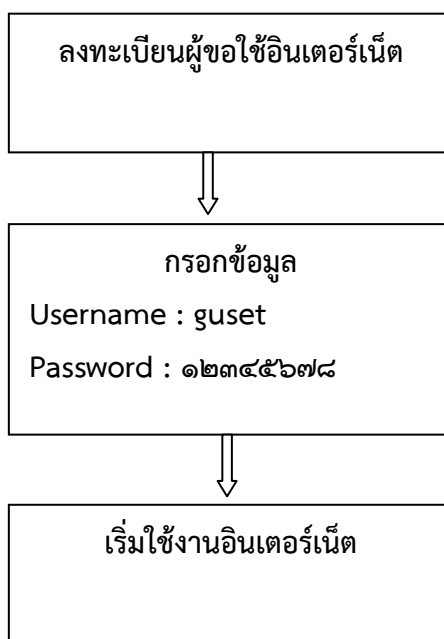 ลงทะเบียนผู้ขอใช้อินเตอร์เน็ต
กรอกข้อมูล
Username : guset
Password : ๑๒๓๔๕๖๗๘
เริ่มใช้งานอินเตอร์เน็ต